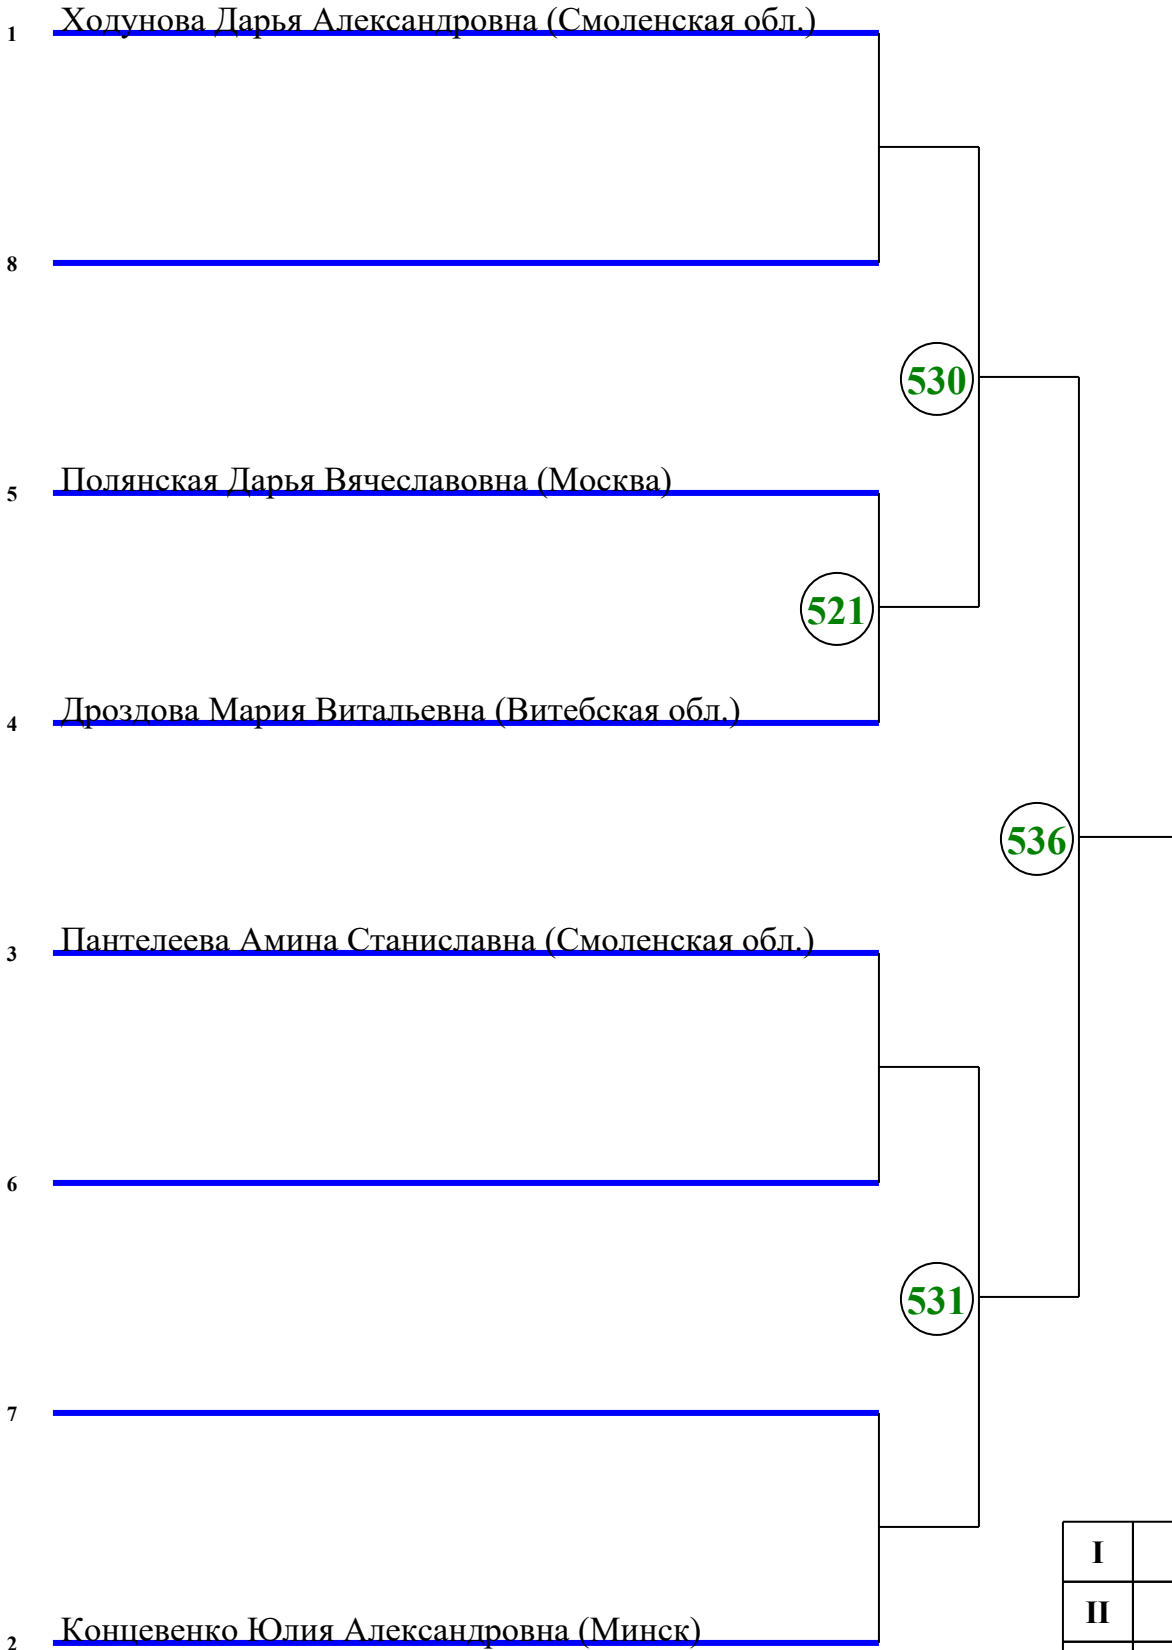 1 Ходунова Дарья Александровна (Смоленская обл.)
8
530
5 Полянская Дарья Вячеславовна (Москва)
521
4 Дроздова Мария Витальевна (Витебская обл.)
536
3 Пантелеева Амина Станиславна (Смоленская обл.)
6
531
7
I
II
2 Концевенко Юлия Александровна (Минск)